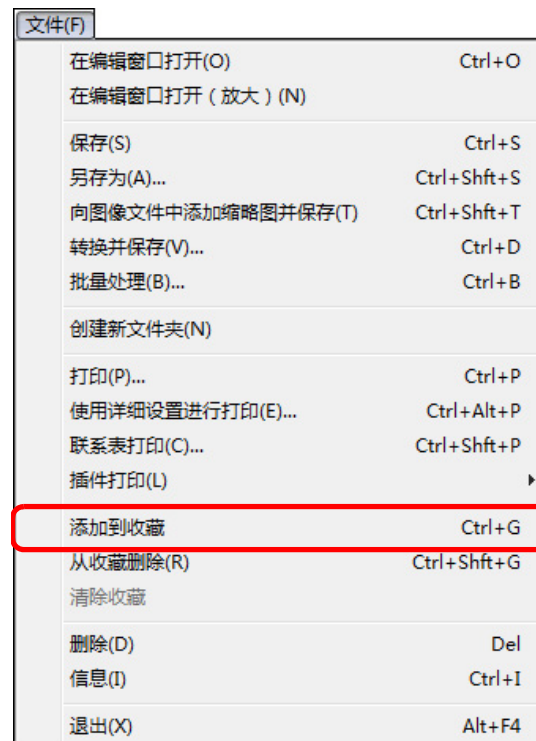 文件(F)
在编辑窗口打开(O) Ctrl+O
在编辑窗口打开（放大）(N)
保存(S) Ctrl+S
另存为(A)... Ctrl+Shft+S
向图像文件中添加缩略图并保存(T) Ctrl+Shft+T
转换并保存(V)... Ctrl+D
批量处理(B)... Ctrl+B
创建新文件夹(N)
打印(P)... Ctrl+P
使用详细设置进行打印(E)... Ctrl+Alt+P
联系表打印(C)... Ctrl+Shft+P
插件打印(L)
添加到收藏 Ctrl+G
从收藏删除(R) Ctrl+Shft+G
清除收藏
删除(D) Del
信息(I) Ctrl+I
退出(X) Alt+F4